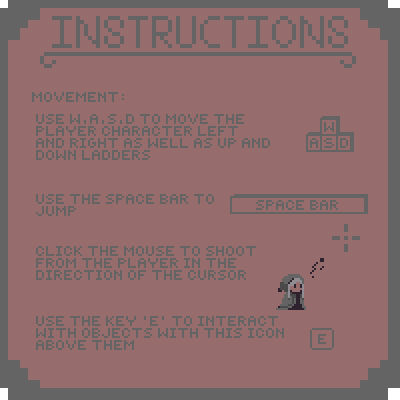 INSTRUCTIONS
MOVEMENT:
USE W.A.S.D TO MOVE THE
PLAYER CHARACTER LEFT
AND RIGHT AS WELL AS UP AND
DOWN LADDERS
W
A S D
USE THE SPACE BAR TO
JUMP
SPACE BAR
CLICK THE MOUSE TO SHOOT
FROM THE PLAYER IN THE
DIRECTION OF THE CURSOR
USE THE KEY 'E' TO INTERACT
WITH OBJECTS WITH THIS ICON
ABOVE THEM
E